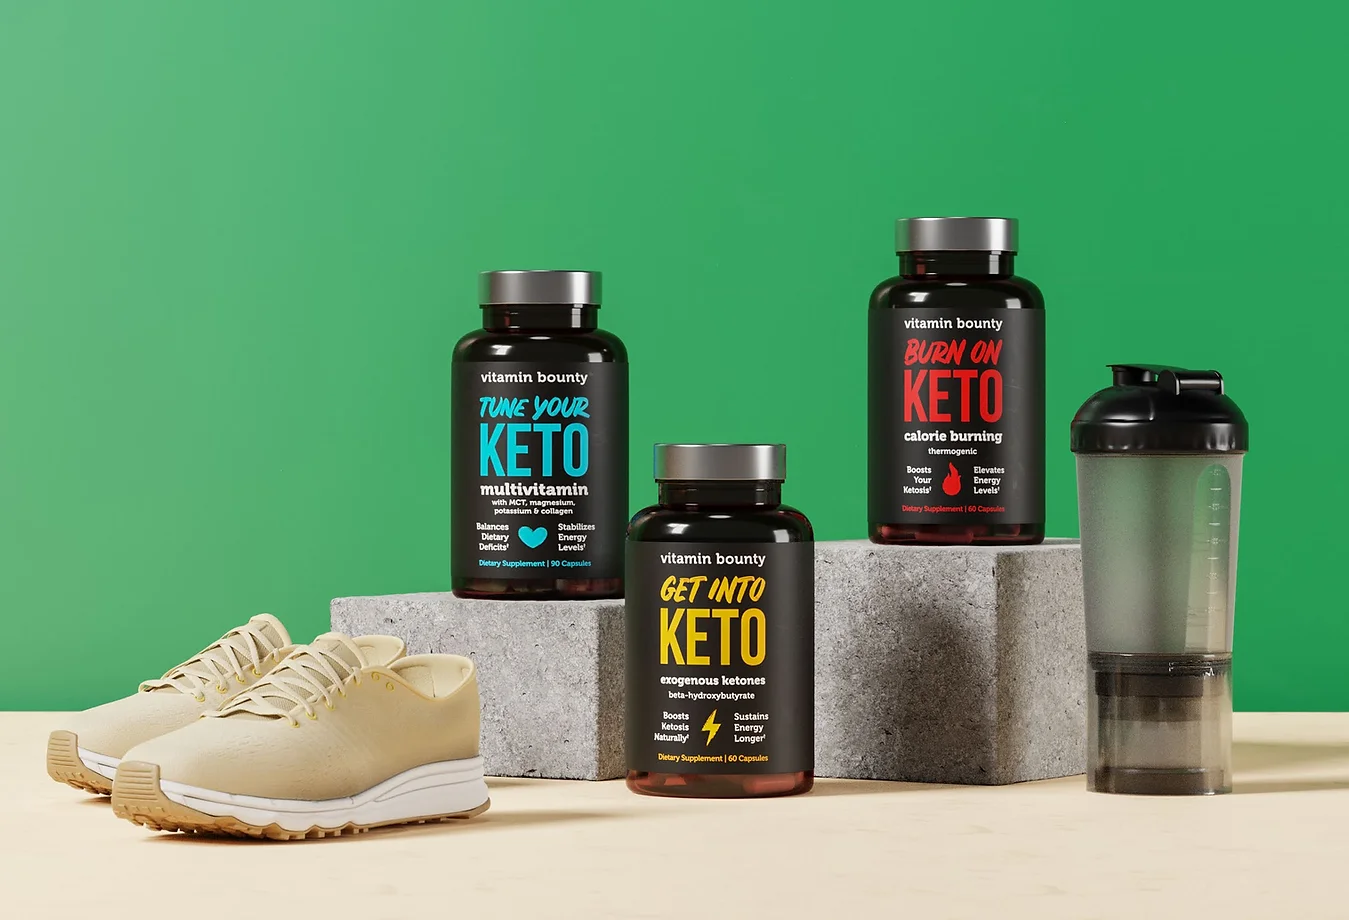 vitamin bounty
TUNE YOUR
KETO
multivitamin
with MCT, magnesium,
potassium & collagen
Balances
Dietary
Deficits†
Stabilizes
Energy
Levels†
Dietary Supplement | 90 Capsules
vitamin bounty
GET INTO
KETO
exogenous ketones
beta-hydroxybutyrate
Boosts
Ketosis
Naturally†
Sustains
Energy
Longer†
Dietary Supplement | 60 Capsules
vitamin bounty
BURN ON
KETO
calorie burning
thermogenic
Boosts
Your
Ketosis†
Elevates
Energy
Levels†
Dietary Supplement | 60 Capsules